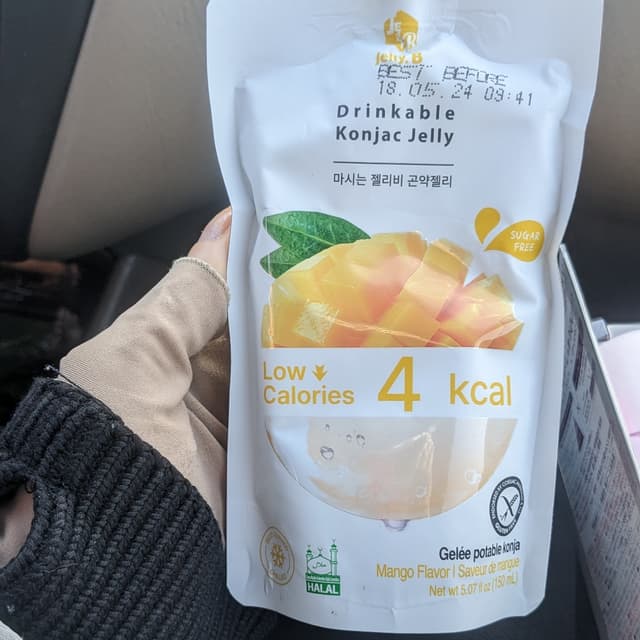 Jelly. B
BEST BEFORE
18.05.24 09:41
Drinkable
Konjac Jelly
마시는 젤리비 곤약젤리
SUGAR
FREE
Low
Calories
4 kcal
حلال
HALAL
Gelée potable konja
Mango Flavor | Saveur de mangue
Net wt 5.07 fl oz (150 mL)